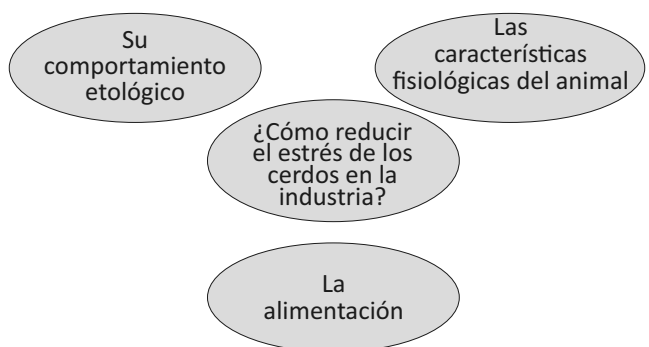 Su
comportamiento
etológico
Las
características
fisiológicas del animal
¿Cómo reducir
el estrés de los
cerdos en la
industria?
La
alimentación